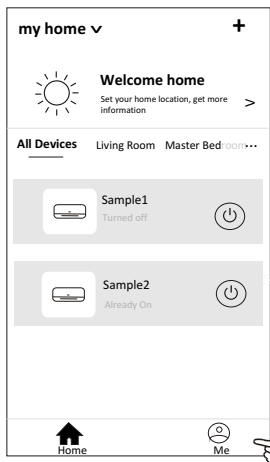 my home
Welcome home
Set your home location, get more
information
All Devices Living Room Master Bedroom...
Sample1
Turned off
Sample2
Already On
Home Me